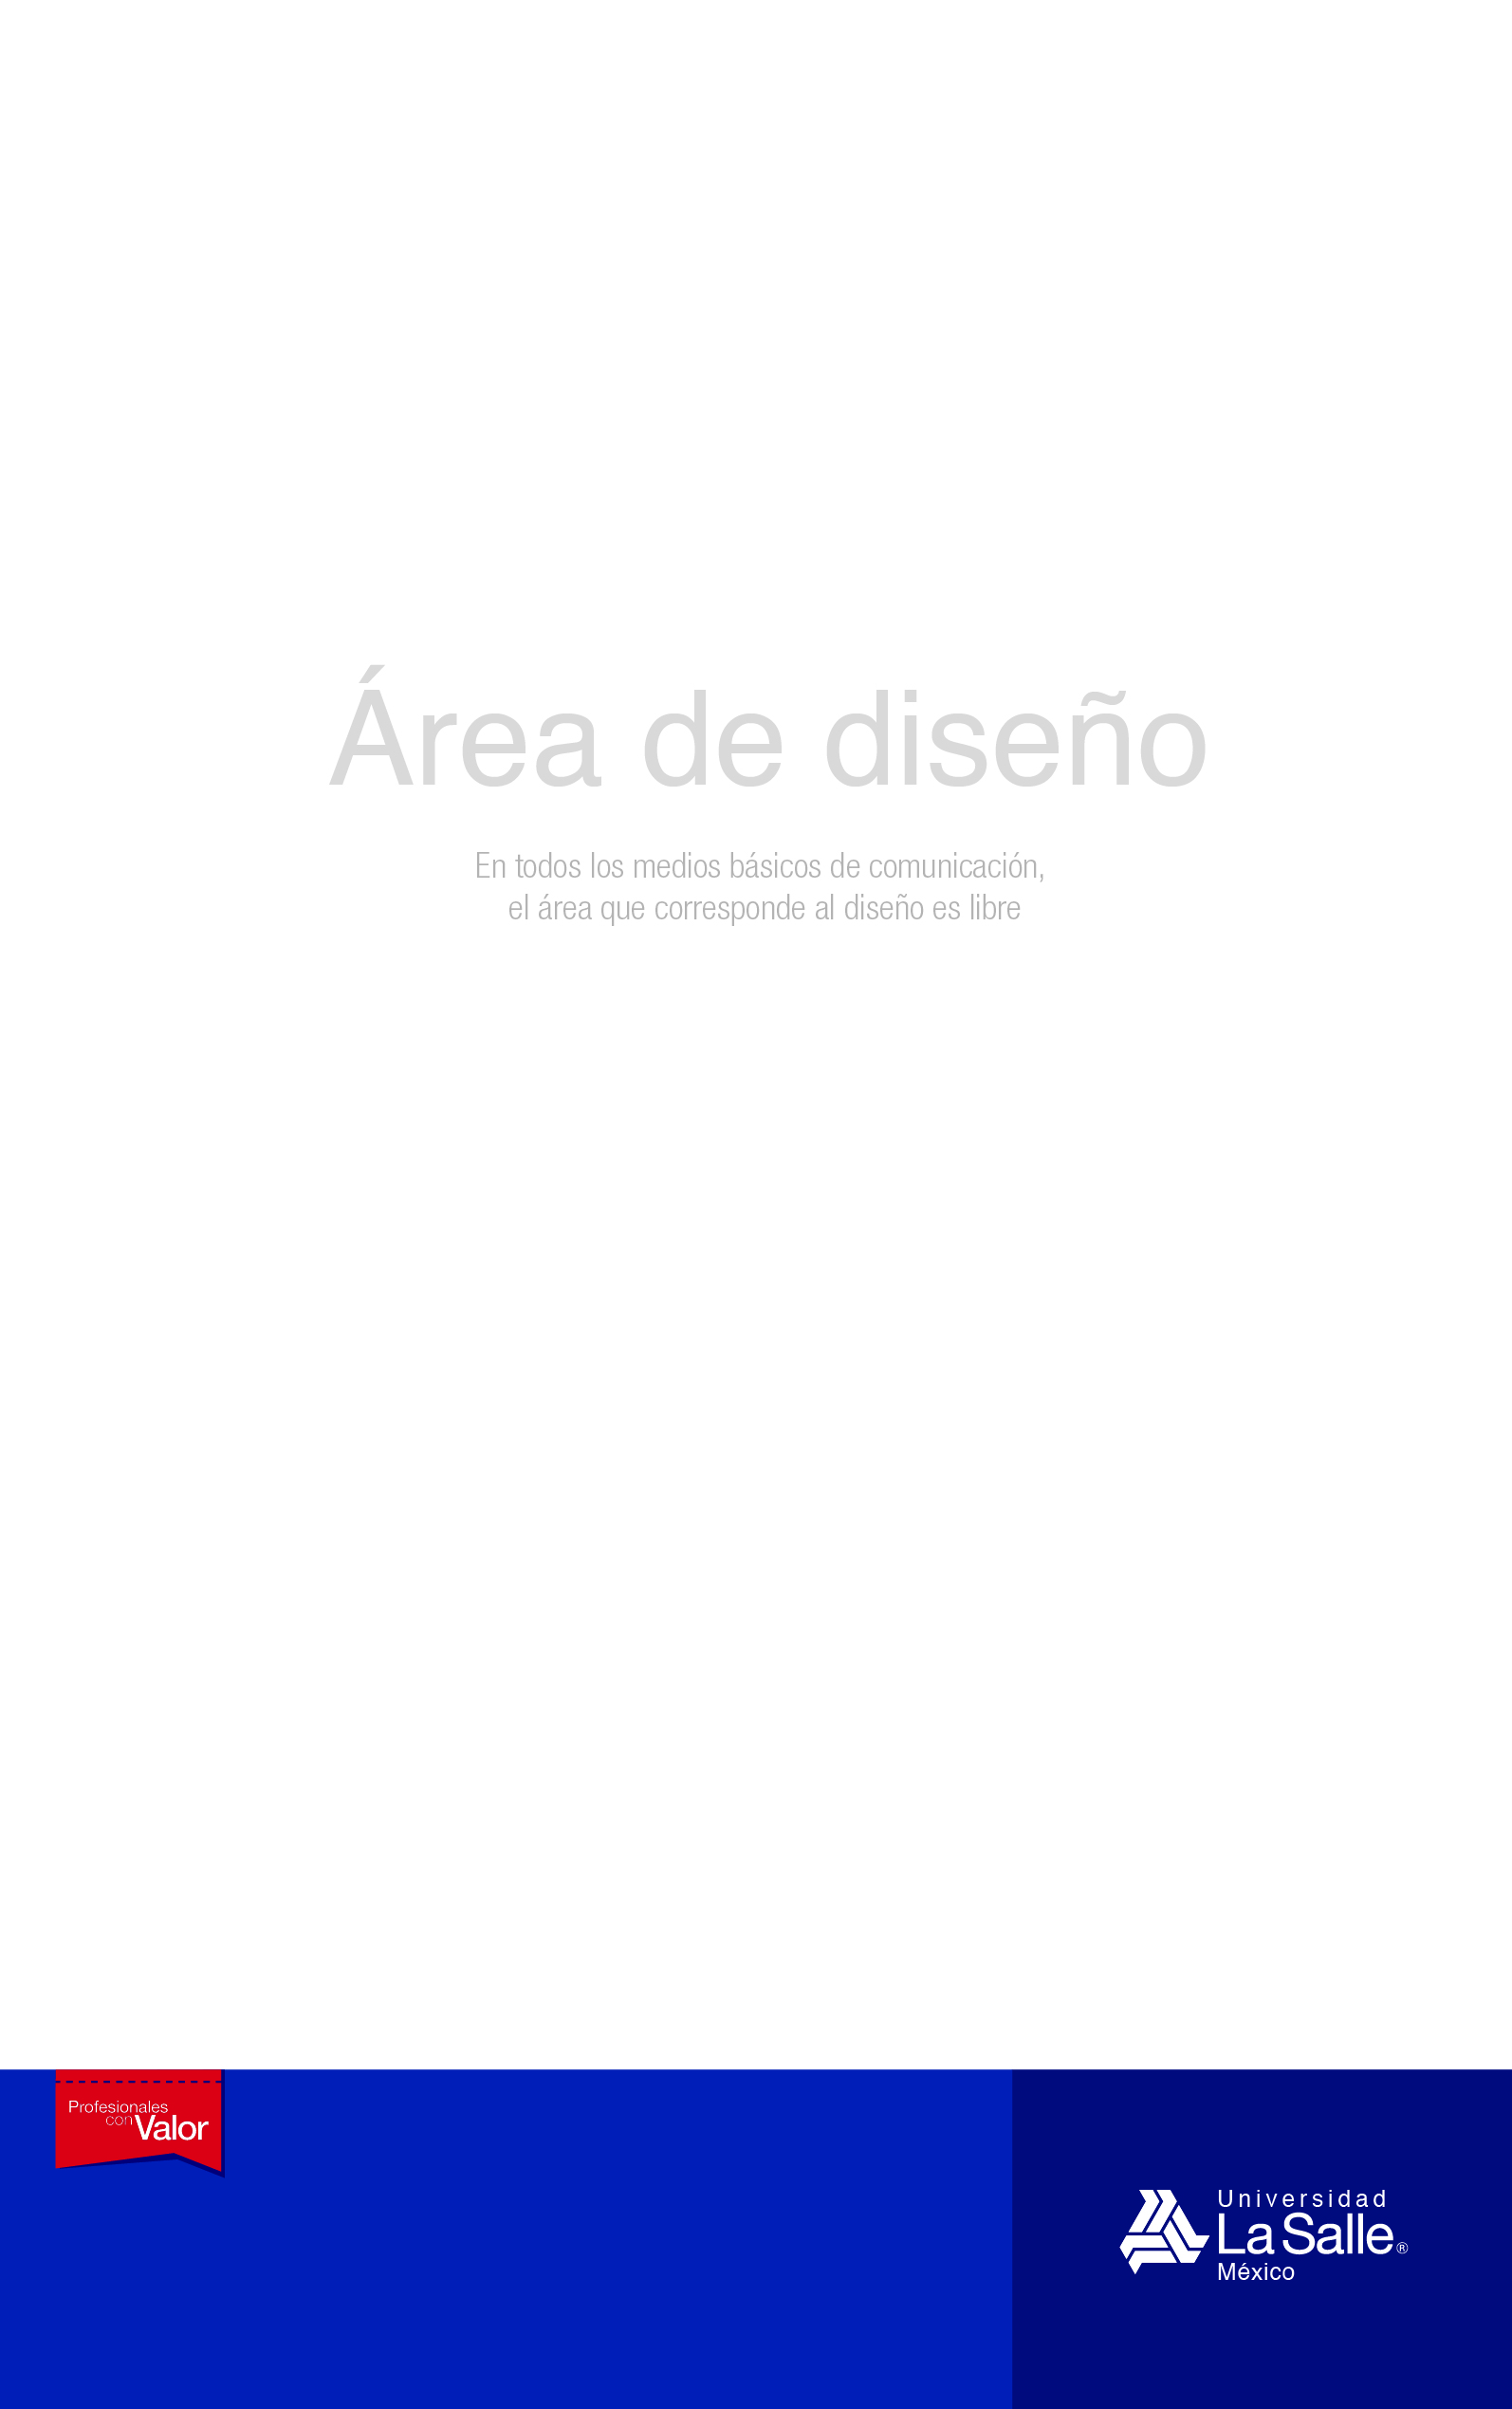 Área de diseño
En todos los medios básicos de comunicación,
el área que corresponde al diseño es libre
Profesionales
con Valor
Universidad
La Salle®
México